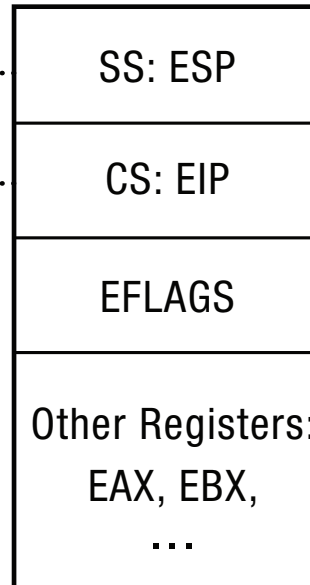 SS: ESP
CS: EIP
EFLAGS
Other Registers:
EAX, EBX,
...